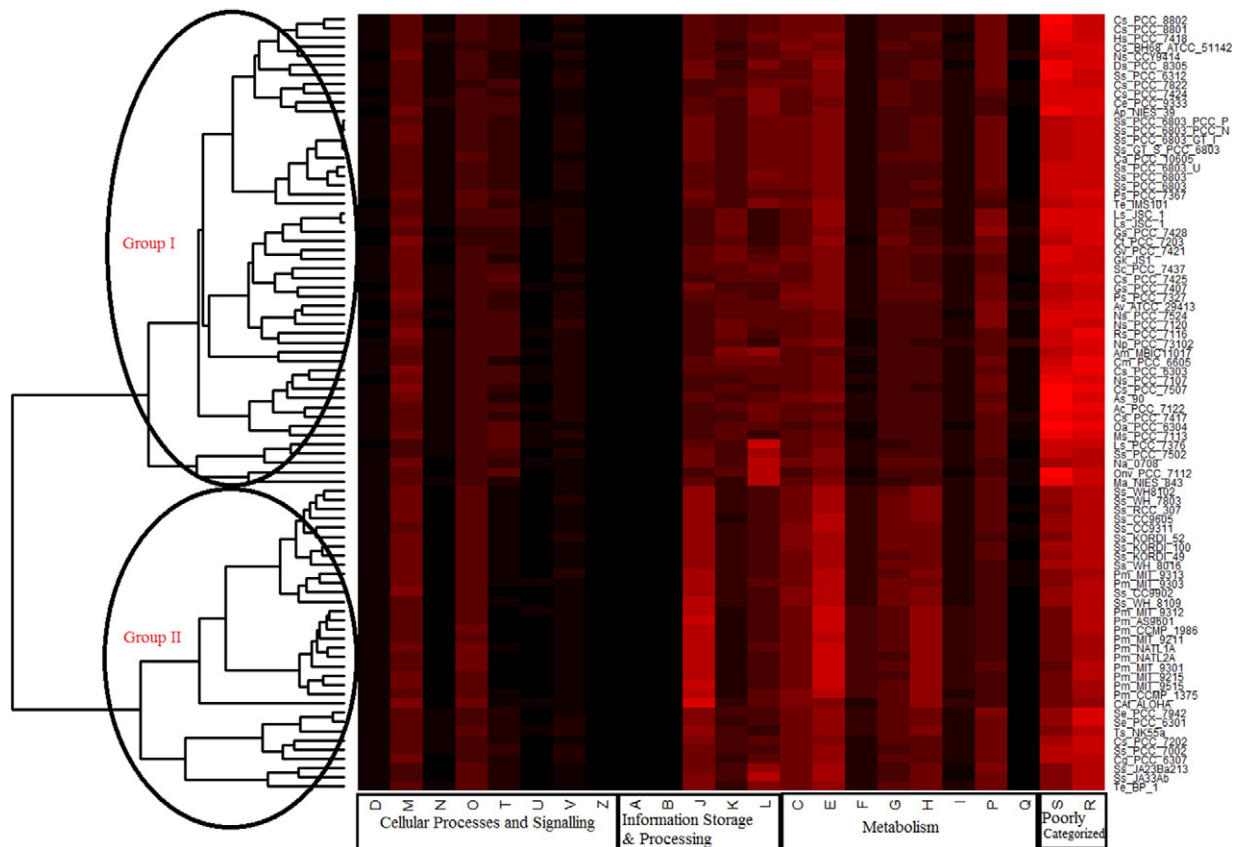 Group I
Group II
Cs_PCC_8802
Cs_PCC_8801
Hs_PCC_7418
Cs_BH68_ATCC_51142
Ns_CCY9414
Ds_PCC_8305
Ss_PCC_6312
Cs_PCC_7822
Cs_PCC_7424
Ce_PCC_9333
Ap_NIES_39
Ss_PCC_6803_PCC_P
Ss_PCC_6803_PCC_N
Ss_PCC_6803_GT_I
Ss_GT_S_PCC_6803
Ca_PCC_10605
Ss_PCC_6803_U
Ss_PCC_6803
Ss_PCC_6803
Ps_PCC_7367
Te_IMS101
Ls_JSC_1
Ls_JSC_1
Gs_PCC_7428
Ct_PCC_7203
Gv_PCC_7421
Gk_JS1
Sc_PCC_7437
Cs_PCC_7425
Gs_PCC_7407
Ps_PCC_7327
Av_ATCC_29413
Ns_PCC_7524
Ns_PCC_7120
Rs_PCC_7116
Np_PCC_73102
Am_MBIC11017
Cm_PCC_6605
Cs_PCC_6303
Ns_PCC_7107
Cs_PCC_7507
As_90
Ac_PCC_7122
Cs_PCC_7417
Oa_PCC_6304
Ms_PCC_7113
Ls_PCC_7376
Ss_PCC_7502
Na_0708
Onv_PCC_7112
Ma_NIES_843
Ss_WH8102
Ss_WH_7803
Ss_RCC_307
Ss_CC9605
Ss_CC9311
Ss_KORDI_52
Ss_KORDI_100
Ss_KORDI_49
Ss_WH_8016
Pm_MIT_9313
Pm_MIT_9303
Ss_CC9902
Ss_WH_8109
Pm_MIT_9312
Pm_AS9601
Pm_CCMP_1986
Pm_MIT_9211
Pm_NATL1A
Pm_NATL2A
Pm_MIT_9301
Pm_MIT_9215
Pm_MIT_9515
Pm_CCMP_1375
CAt_ALOHA
Se_PCC_7942
Se_PCC_6301
Ts_NK55a
Cs_PCC_7202
Ss_PCC_7002
Cg_PCC_6307
Ss_JA23Ba213
Ss_JA33Ab
Te_BP_1
D M N O T U V Z A B J K L C E F G H I P Q S R
Cellular Processes and Signalling
Information Storage
& Processing
Metabolism
Poorly
Categorized